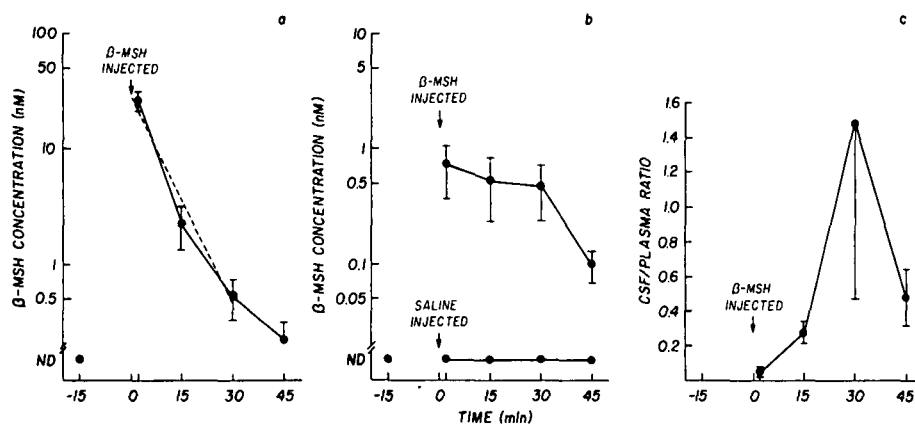 a
100
50
10
1
0.5
ND
β-MSH CONCENTRATION (nM)
β-MSH
INJECTED
-15
0
15
30
45
b
10
5
1
0.5
0.1
0.05
ND
β-MSH CONCENTRATION (nM)
β-MSH
INJECTED
SALINE
INJECTED
-15
0
15
30
45
TIME (min)
c
1.6
1.4
1.2
1.0
0.8
0.6
0.4
0.2
CSF/PLASMA RATIO
β-MSH
INJECTED
-15
0
15
30
45